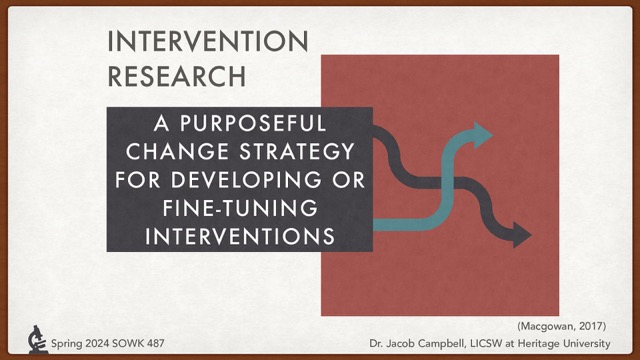 INTERVENTION
RESEARCH
A PURPOSEFUL
CHANGE STRATEGY
FOR DEVELOPING OR
FINE-TUNING
INTERVENTIONS
(Macgowan, 2017)
Spring 2024 SOWK 487
Dr. Jacob Campbell, LICSW at Heritage University